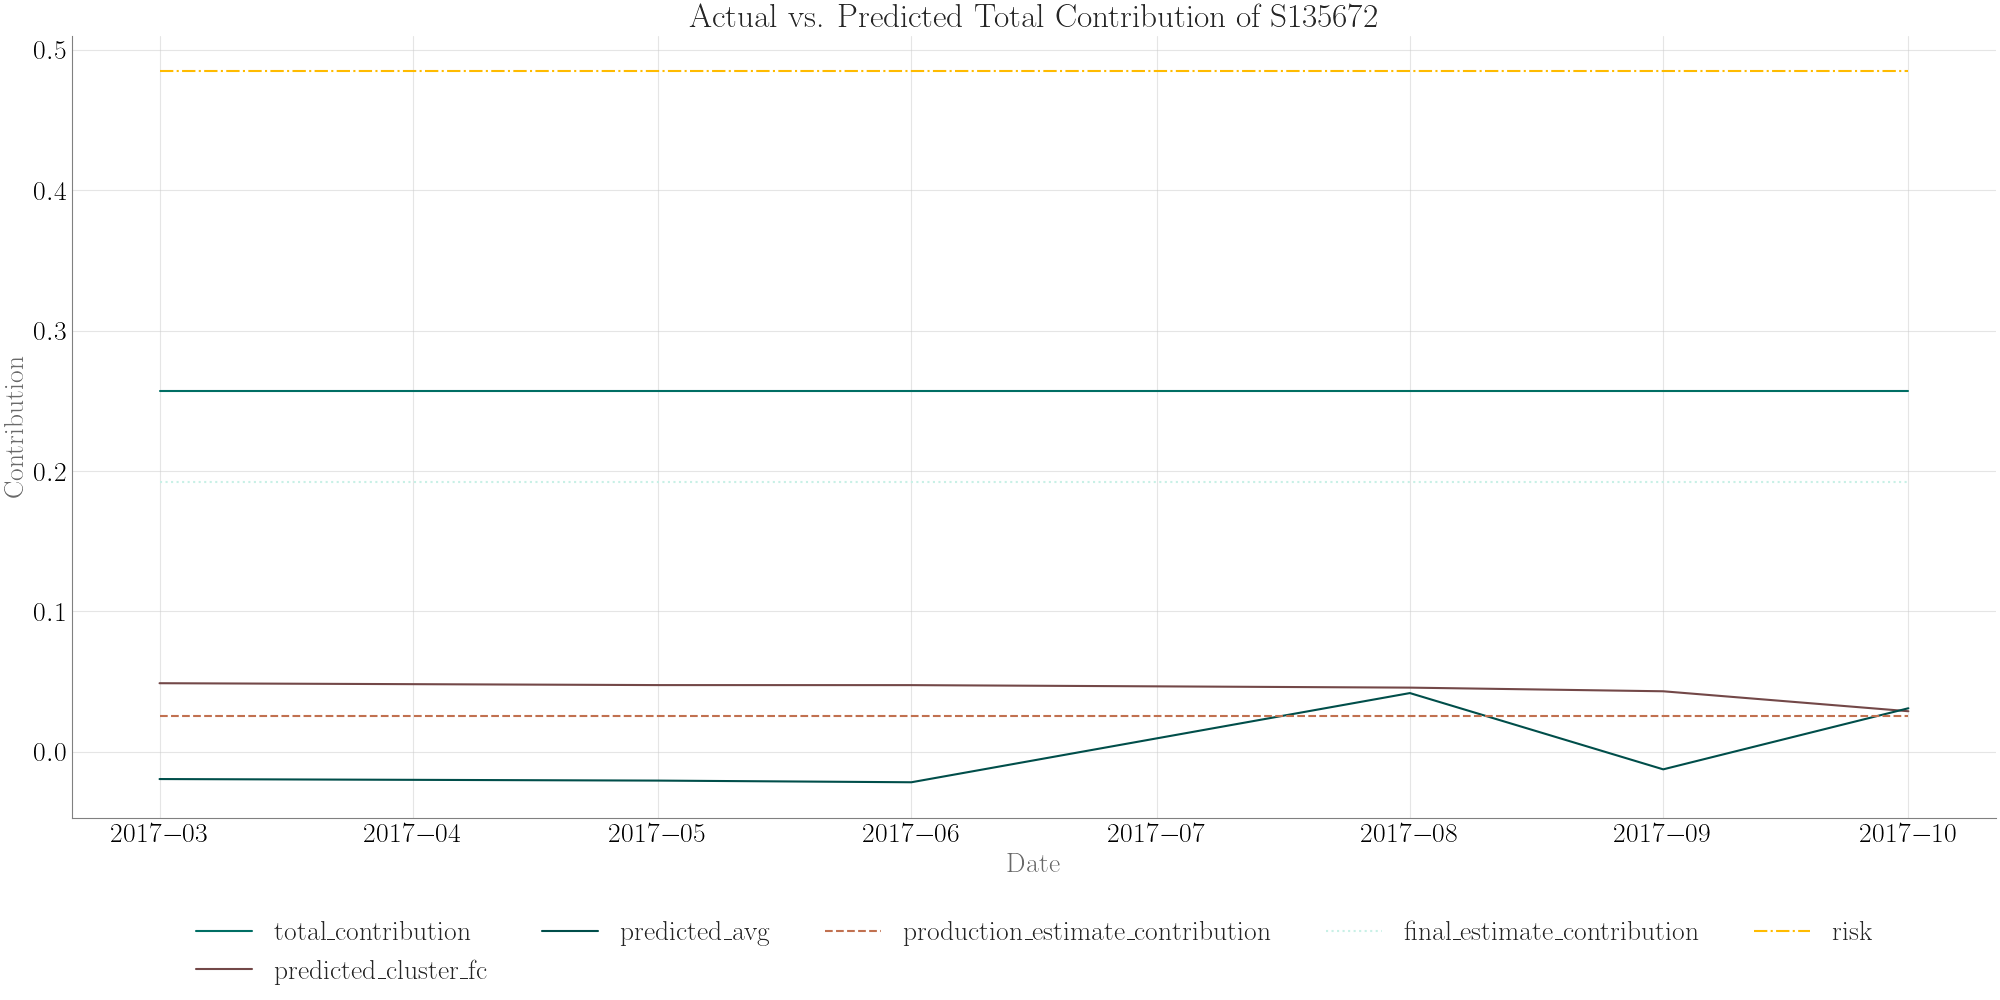 Actual vs. Predicted Total Contribution of S135672
0.5
0.4
0.3
0.2
0.1
0.0
Contribution
2017–03 2017–04 2017–05 2017–06 2017–07 2017–08 2017–09 2017–10
Date
total_contribution predicted_avg production_estimate_contribution final_estimate_contribution risk
predicted_cluster_fc